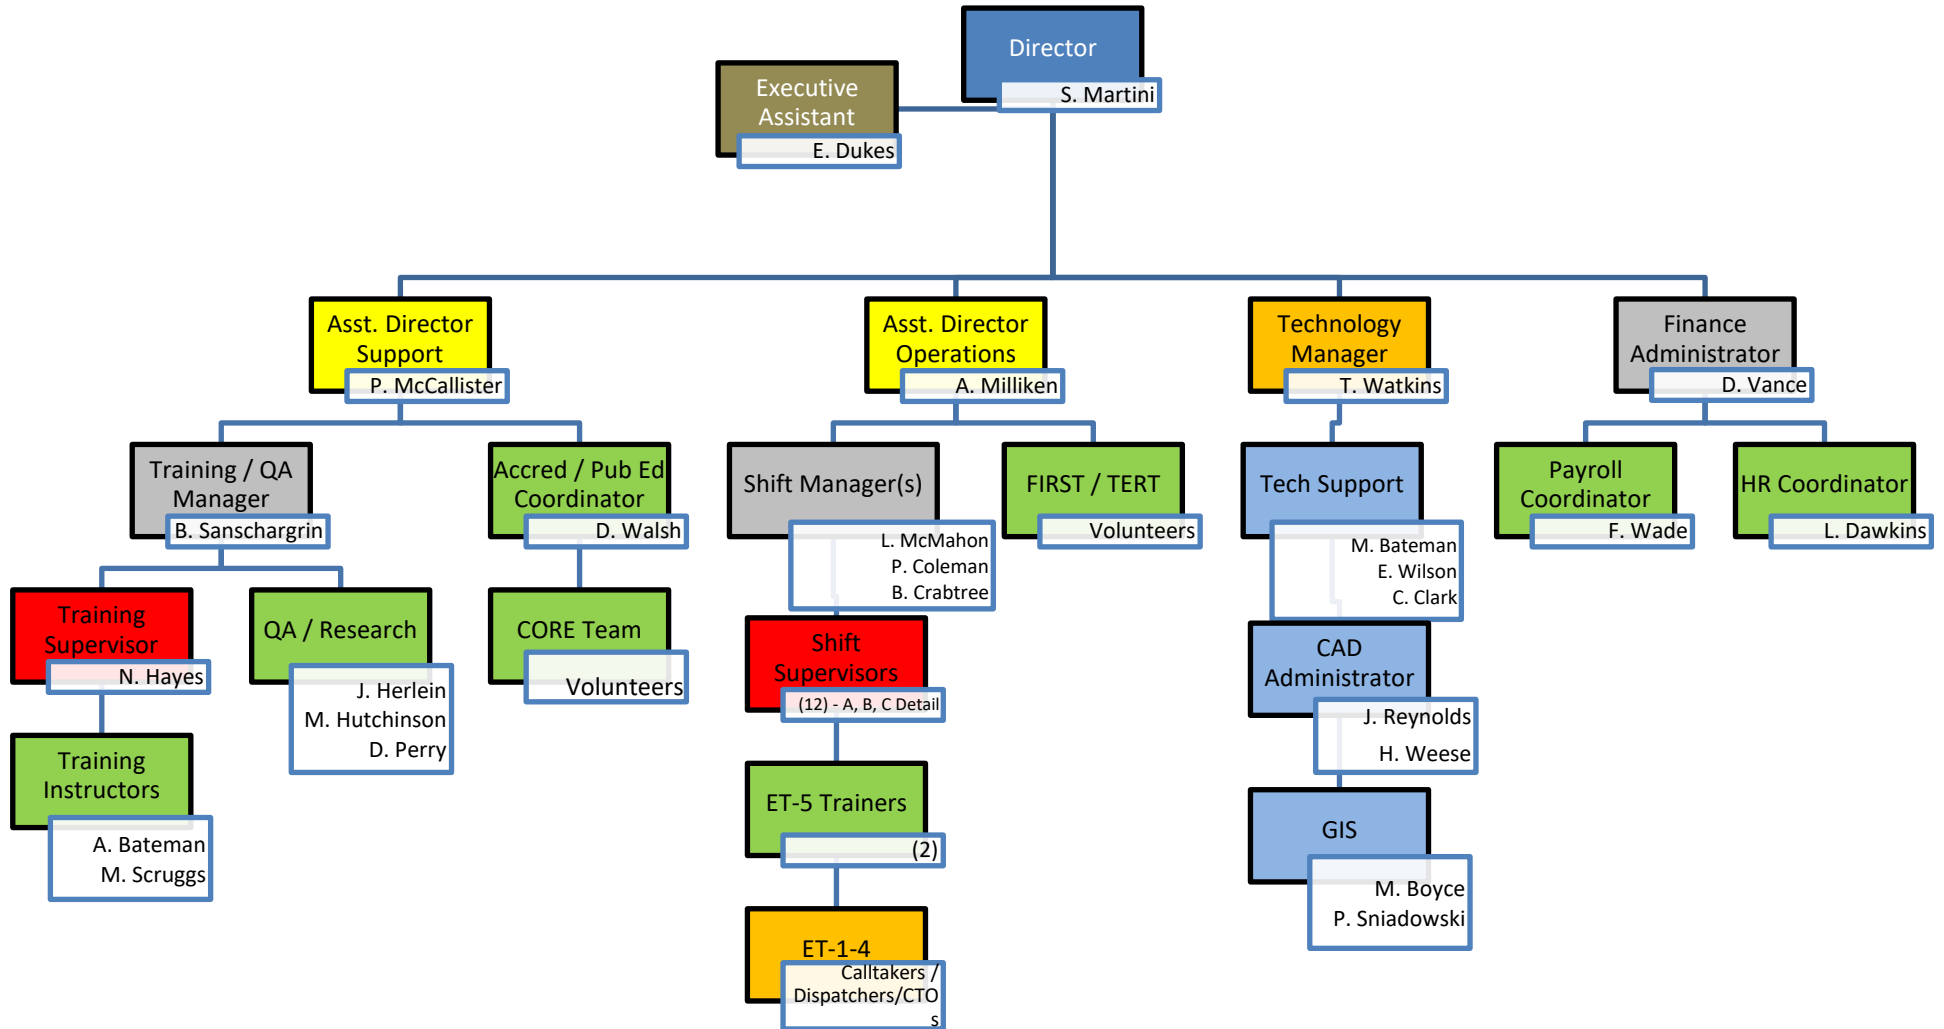 Director
S. Martini
Executive
Assistant
E. Dukes
Asst. Director
Support
P. McCallister
Asst. Director
Operations
A. Milliken
Technology
Manager
T. Watkins
Finance
Administrator
D. Vance
Training / QA
Manager
B. Sanschargrin
Accred / Pub Ed
Coordinator
D. Walsh
Shift Manager(s)
L. McMahon
P. Coleman
B. Crabtree
FIRST / TERT
Volunteers
Tech Support
M. Bateman
E. Wilson
C. Clark
Payroll
Coordinator
F. Wade
HR Coordinator
L. Dawkins
Training
Supervisor
N. Hayes
QA / Research
J. Herlein
M. Hutchinson
D. Perry
CORE Team
Volunteers
Shift
Supervisors
(12) - A, B, C Detail
CAD
Administrator
J. Reynolds
H. Weese
Training
Instructors
A. Bateman
M. Scruggs
ET-5 Trainers
(2)
GIS
M. Boyce
P. Sniadowski
ET-1-4
Calltakers /
Dispatchers/CTO
s